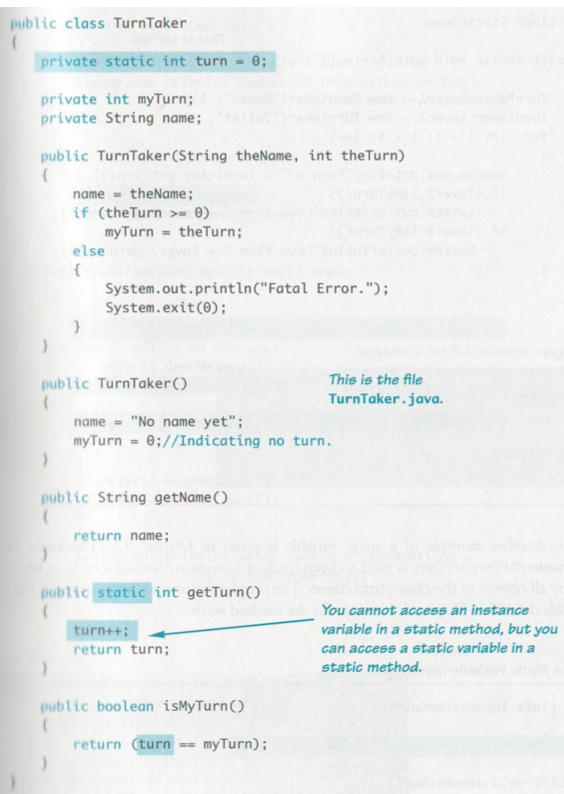 public class TurnTaker
{
    private static int turn = 0;
    private int myTurn;
    private String name;
    public TurnTaker(String theName, int theTurn)
    {
        name = theName;
        if (theTurn >= 0)
            myTurn = theTurn;
        else
        {
            System.out.println("Fatal Error.");
            System.exit(0);
        }
    }
    public TurnTaker()
    {
        name = "No name yet";
        myTurn = 0;//Indicating no turn.
    }
This is the file
TurnTaker.java.
    public String getName()
    {
        return name;
    }
    public static int getTurn()
    {
        turn++;
        return turn;
    }
You cannot access an instance
variable in a static method, but you
can access a static variable in a
static method.
    public boolean isMyTurn()
    {
        return (turn == myTurn);
    }
}